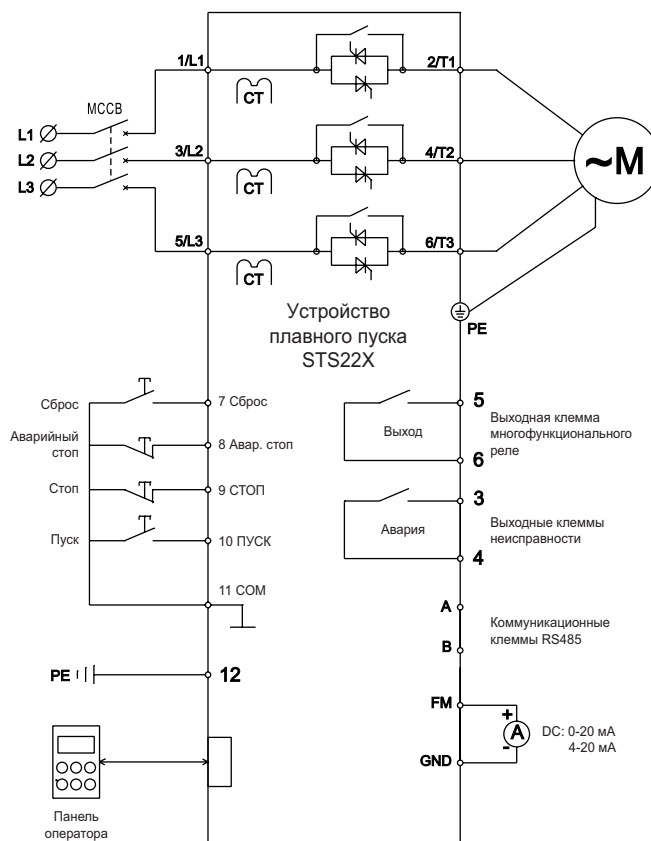 1/L1
2/T1
CT
MCCB
L1
L2
L3
3/L2
4/T2
CT
~M
5/L3
6/T3
CT
Устройство
плавного пуска
STS22X
PE
Сброс
7 Сброс
Аварийный
стоп
8 Авар. стоп
Стоп
9 СТОП
Пуск
10 ПУСК
11 COM
PE
12
Панель
оператора
5
Выход
6
Выходная клемма
многофункционального
реле
3
Авария
4
Выходные клеммы
неисправности
A
B
Коммуникационные
клеммы RS485
FM
+
A
-
GND
DC: 0-20 мА
4-20 мА